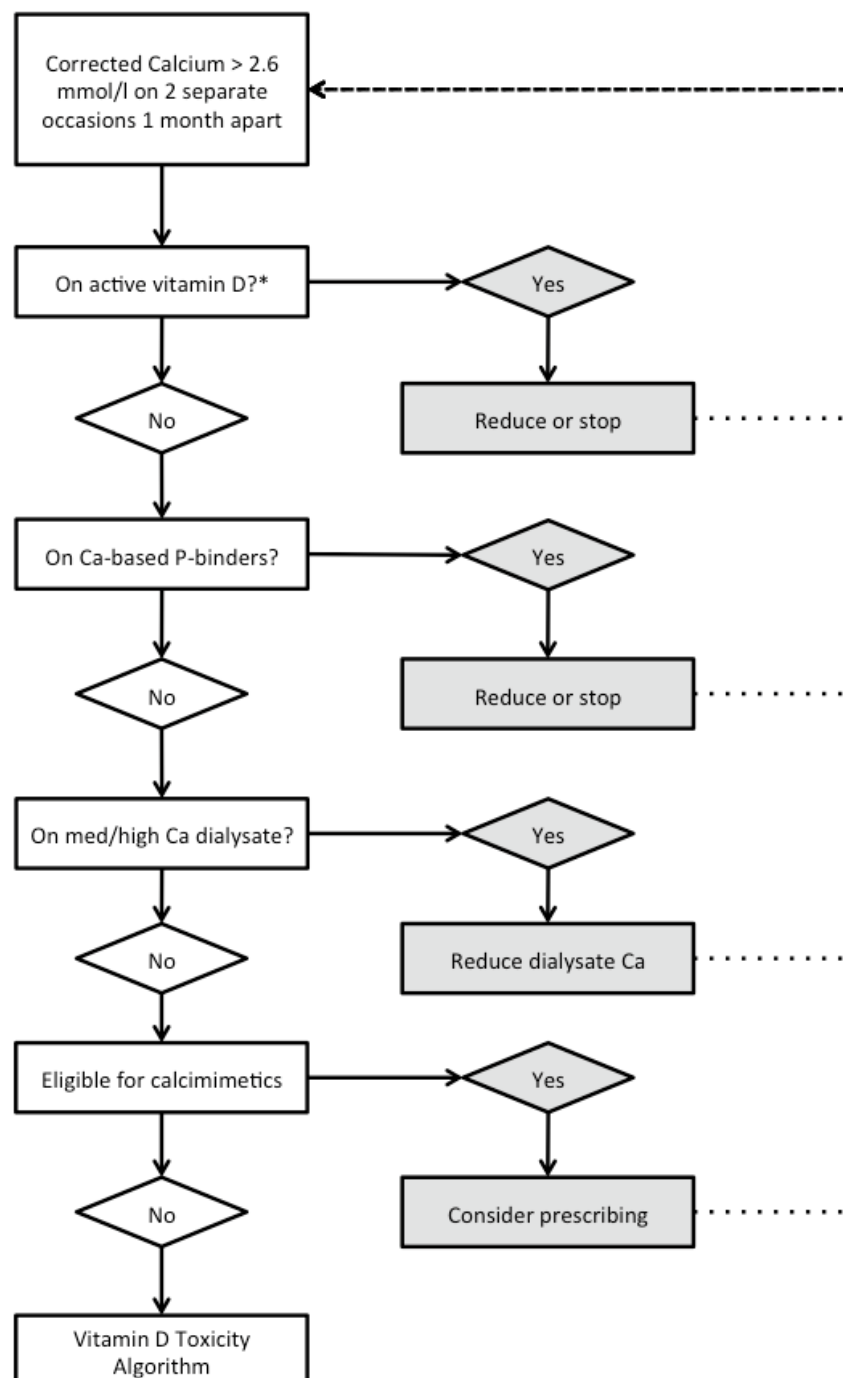 Corrected Calcium > 2.6
mmol/l on 2 separate
occasions 1 month apart
On active vitamin D?*
Yes
Reduce or stop
No
On Ca-based P-binders?
Yes
Reduce or stop
No
On med/high Ca dialysate?
Yes
Reduce dialysate Ca
No
Eligible for calcimimetics
Yes
Consider prescribing
No
Vitamin D Toxicity
Algorithm